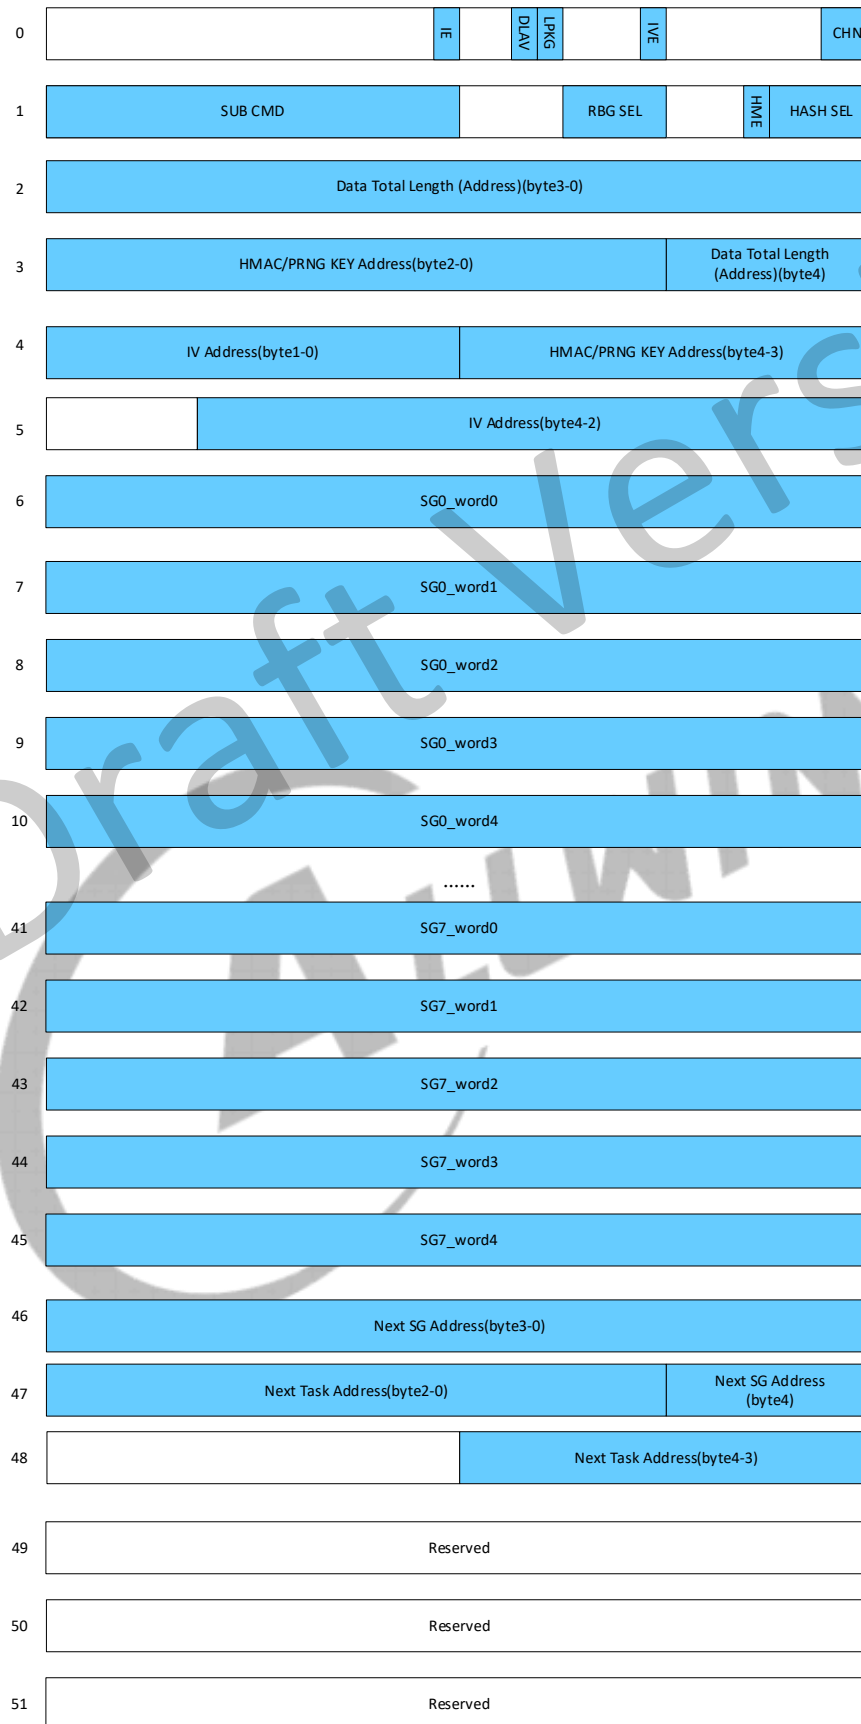 0 IE DLAV LPKG IVE CHN
1 SUB CMD RBG SEL HME HASH SEL
2 Data Total Length (Address)(byte3-0)
3 HMAC/PRNG KEY Address(byte2-0) Data Total Length
(Address)(byte4)
4 IV Address(byte1-0) HMAC/PRNG KEY Address(byte4-3)
5 IV Address(byte4-2)
6 SG0_word0
7 SG0_word1
8 SG0_word2
9 SG0_word3
10 SG0_word4
......
41 SG7_word0
42 SG7_word1
43 SG7_word2
44 SG7_word3
45 SG7_word4
46 Next SG Address(byte3-0)
47 Next Task Address(byte2-0) Next SG Address
(byte4)
48 Next Task Address(byte4-3)
49 Reserved
50 Reserved
51 Reserved
Draft Vers
ALLWIN